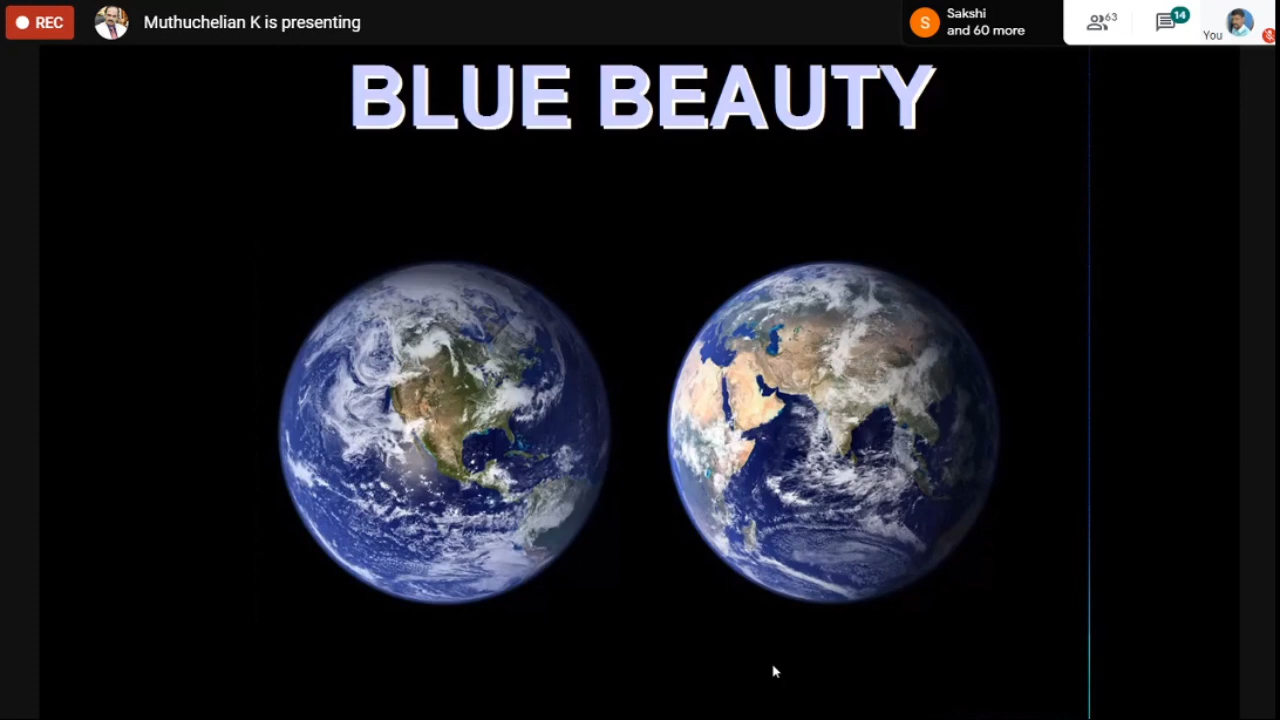 REC
Muthuchelian K is presenting
S
Sakshi
and 60 more
63
14
You
BLUE BEAUTY